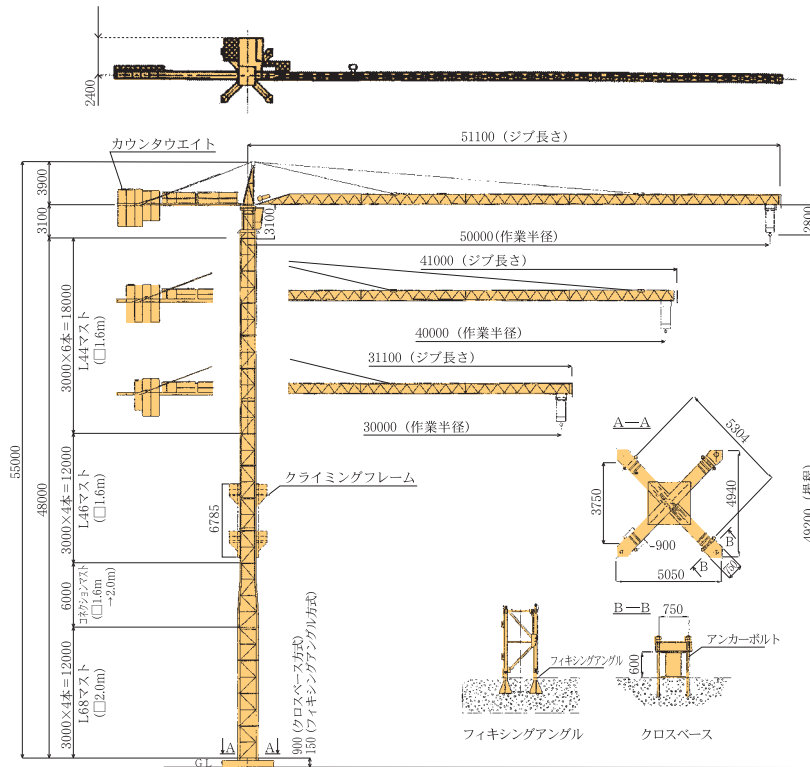 2400
51100 (ジブ長さ)
カウンタウエイト
3900
3100
3100
2800
50000(作業半径)
41000 (ジブ長さ)
40000 (作業半径)
31100 (ジブ長さ)
30000 (作業半径)
55000
48000
3000×6本=18000
L44マスト
(□1.6m)
3000×4本=12000
L46マスト
(□1.6m)
6785
クライミングフレーム
6000
コネクションマスト
(□1.6m
→2.0m)
3000×4本=12000
L68マスト
(□2.0m)
A
A
GL
900 (クロスベース方式)
150 (フィキシングアングル方式)
A—A
5304
3750
4940
900
B
B
750
5050
B—B
750
600
アンカーボルト
フィキシングアングル
フィキシングアングル
クロスベース